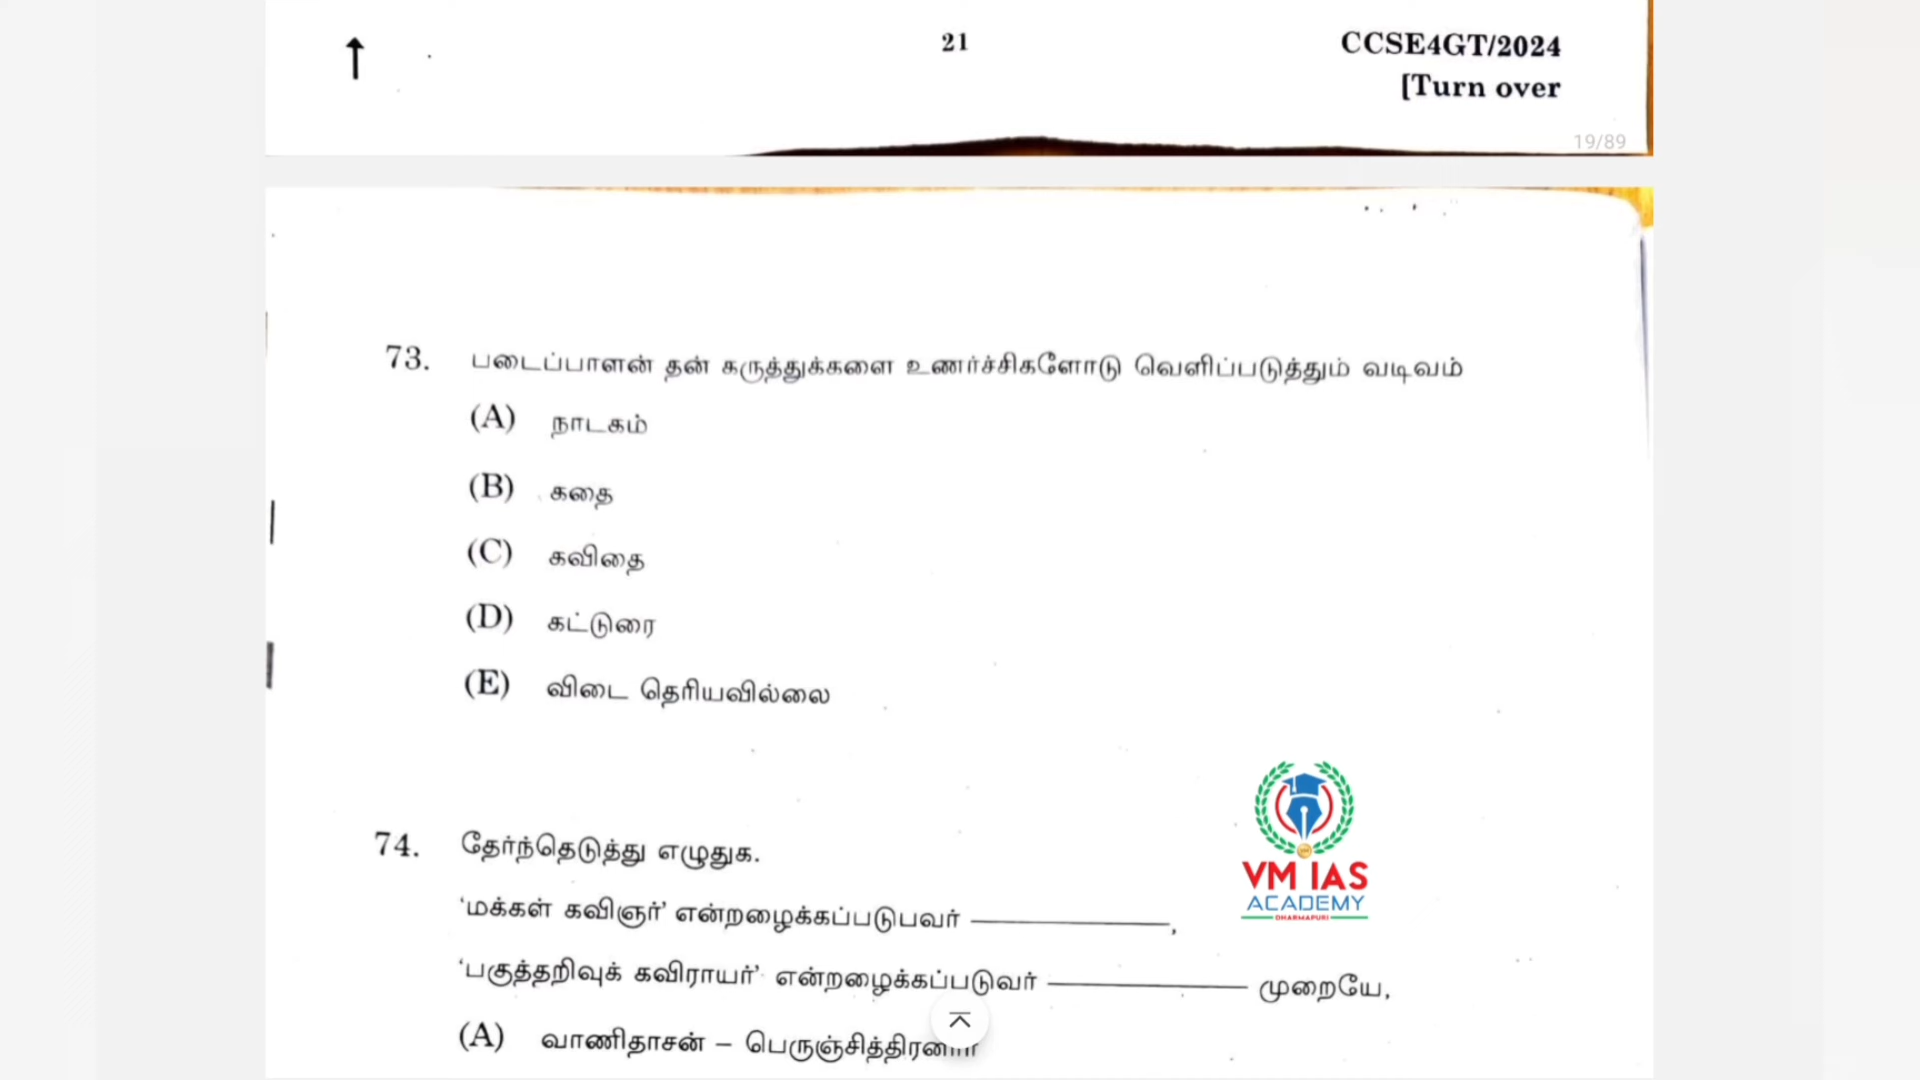 21
CCSE4GT/2024
[Turn over
19/89
73. படைப்பாளன் தன் கருத்துக்களை உணர்ச்சிகளோடு வெளிப்படுத்தும் வடிவம்
(A) நாடகம்
(B) கதை
(C) கவிதை
(D) கட்டுரை
(E) விடை தெரியவில்லை
74. தேர்ந்தெடுத்து எழுதுக.
‘மக்கள் கவிஞர்’ என்றழைக்கப்படுபவர் ————,
‘பகுத்தறிவுக் கவிராயர்’ என்றழைக்கப்படுவர் ———— முறையே,
(A) வாணிதாசன் – பெருஞ்சித்திரனார்
VM IAS
ACADEMY
DHARMAPURI